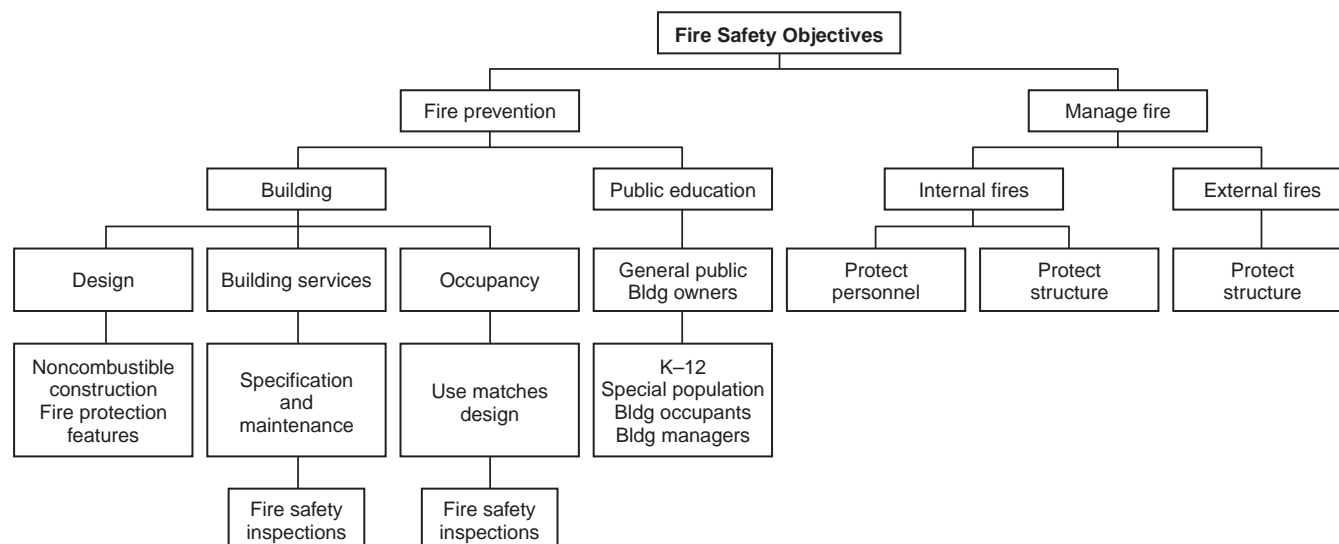 Fire Safety Objectives
Fire prevention
Manage fire
Building
Public education
Internal fires
External fires
Design
Building services
Occupancy
General public
Bldg owners
Protect
personnel
Protect
structure
Protect
structure
Noncombustible
construction
Fire protection
features
Specification
and
maintenance
Use matches
design
K–12
Special population
Bldg occupants
Bldg managers
Fire safety
inspections
Fire safety
inspections